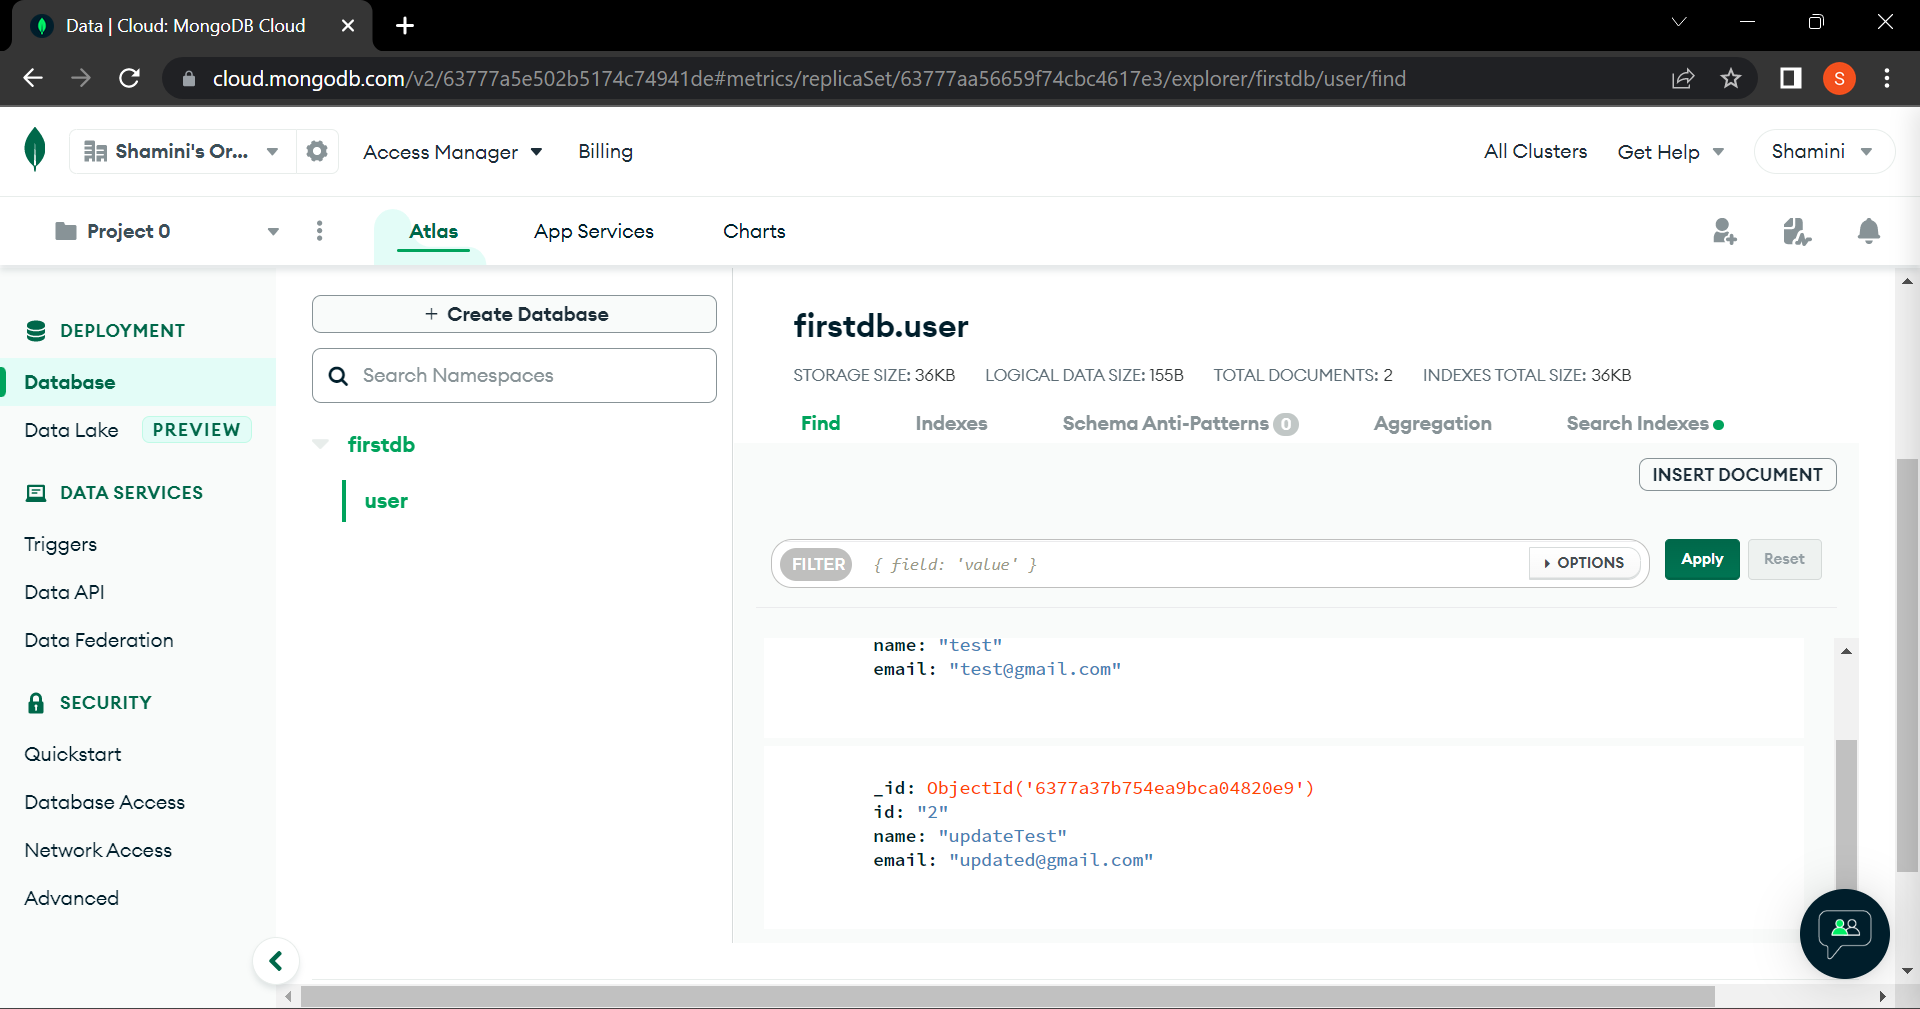 Data | Cloud: MongoDB Cloud
cloud.mongodb.com/v2/63777a5e502b5174c74941de#metrics/replicaSet/63777aa56659f74cbc4617e3/explorer/firstdb/user/find
S
Shamini's Or...
Access Manager
Billing
All Clusters
Get Help
Shamini
Project 0
Atlas
App Services
Charts
DEPLOYMENT
Database
Data Lake PREVIEW
DATA SERVICES
Triggers
Data API
Data Federation
SECURITY
Quickstart
Database Access
Network Access
Advanced
+ Create Database
Search Namespaces
firstdb
user
firstdb.user
STORAGE SIZE: 36KB LOGICAL DATA SIZE: 155B TOTAL DOCUMENTS: 2 INDEXES TOTAL SIZE: 36KB
Find Indexes Schema Anti-Patterns 0 Aggregation Search Indexes
INSERT DOCUMENT
FILTER { field: 'value' } OPTIONS Apply Reset
name: "test"
email: "test@gmail.com"
_id: ObjectId('6377a37b754ea9bca04820e9')
id: "2"
name: "updateTest"
email: "updated@gmail.com"